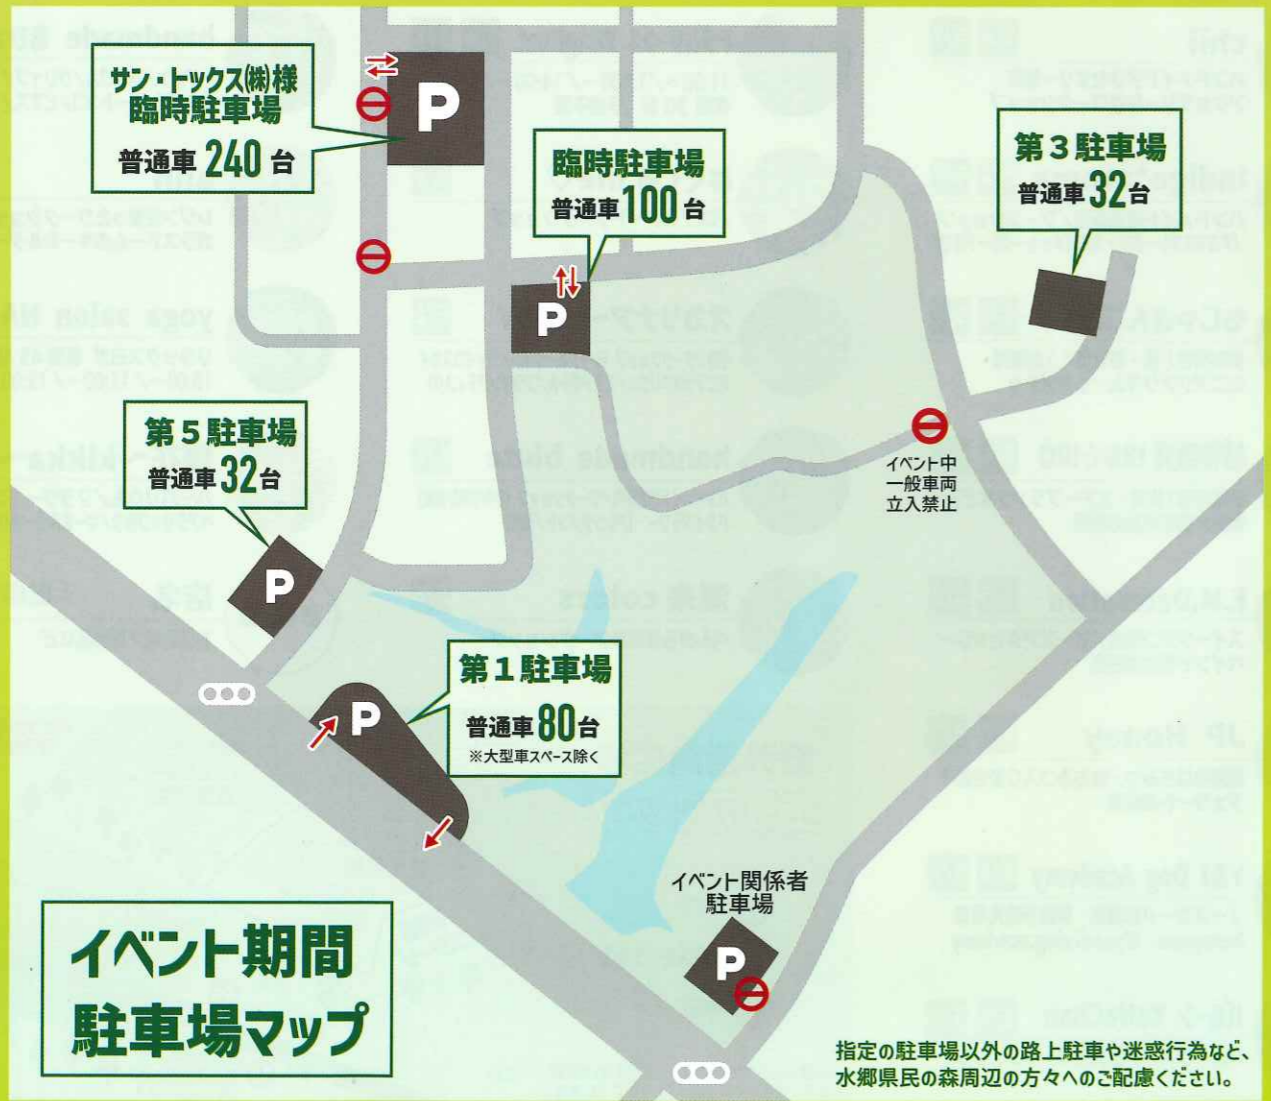 サン・トックス㈱様
臨時駐車場
普通車 240 台
P
臨時駐車場
普通車 100 台
P
第3駐車場
普通車 32 台
第5駐車場
普通車 32 台
P
イベント中
一般車両
立入禁止
第1駐車場
普通車 80 台
※大型車スペース除く
P
イベント関係者
駐車場
P
イベント期間
駐車場マップ
指定の駐車場以外の路上駐車や迷惑行為など、
水郷県民の森周辺の方々へのご配慮ください。